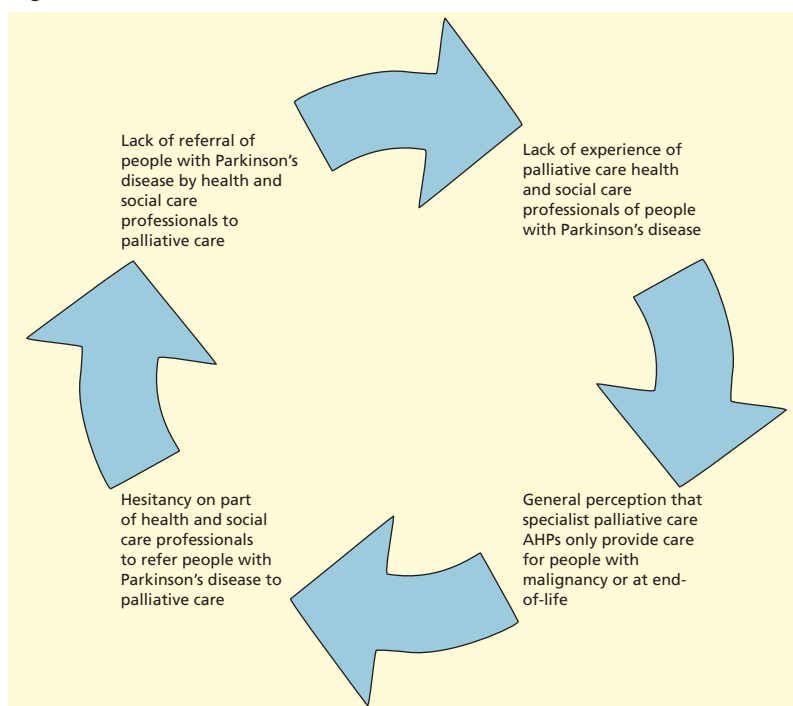 Lack of referral of
people with Parkinson's
disease by health and
social care
professionals to
palliative care
Lack of experience of
palliative care health
and social care
professionals of people
with Parkinson's disease
General perception that
specialist palliative care
AHPs only provide care
for people with
malignancy or at end-
of-life
Hesitancy on part
of health and social
care professionals
to refer people with
Parkinson's disease to
palliative care